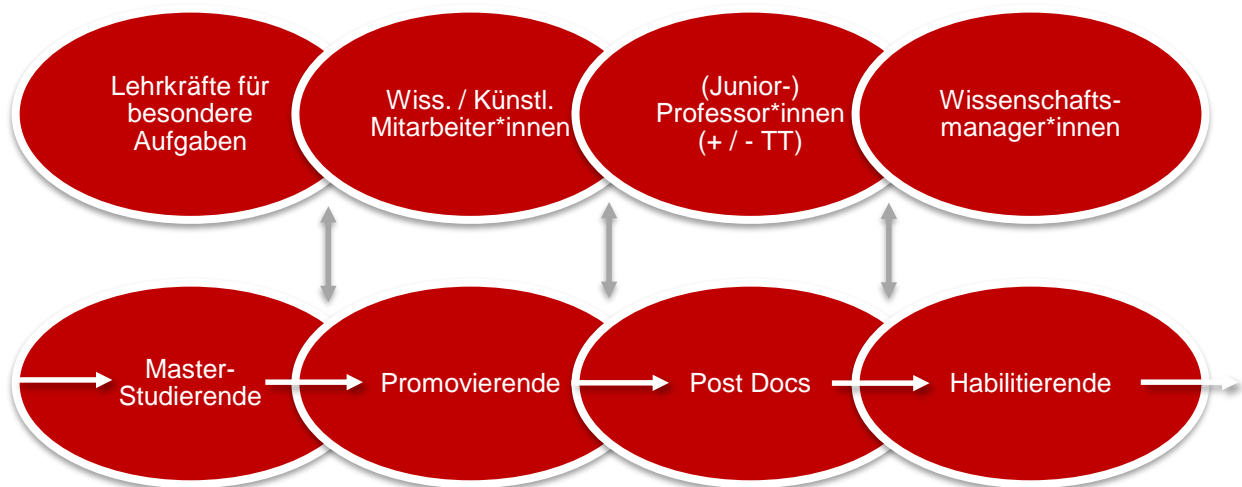 Lehrkräfte für
besondere
Aufgaben
Wiss. / Künstl.
Mitarbeiter*innen
(Junior-)
Professor*innen
(+ / - TT)
Wissenschafts-
manager*innen
Master-
Studierende
Promovierende
Post Docs
Habilitierende